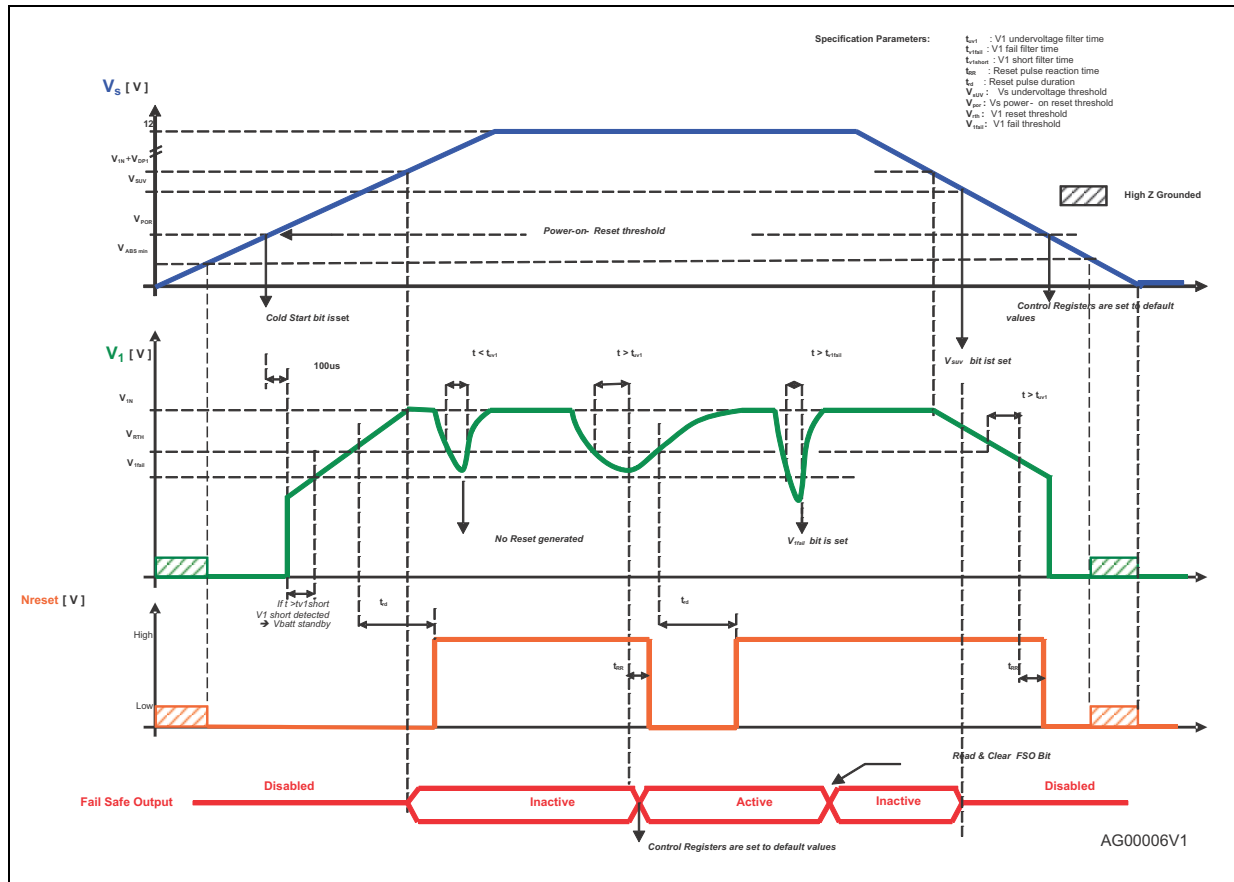 Specification Parameters:
tuv1 : V1 undervoltage filter time
tv1fail : V1 fail filter time
tv1short : V1 short filter time
tRR : Reset pulse reaction time
trd : Reset pulse duration
VsUV : Vs undervoltage threshold
Vpor : Vs power- on reset threshold
Vrth : V1 reset threshold
V1fail : V1 fail threshold
Vs [ V ]
12
V1N + VDP1
VSUV
VPOR
VABS min
Power-on- Reset threshold
High Z Grounded
Cold Start bit isset
Control Registers are set to default
values
VSUV bit ist set
V1 [ V ]
100us
t < tuv1
t > tuv1
t > tv1fail
t > tuv1
V1N
VRTH
V1fail
No Reset generated
V1fail bit is set
Nreset [ V ]
If t >tv1short
V1 short detected
➔ Vbatt standby
trd
trd
High
tRR
tRR
Low
Read & Clear FSO Bit
Disabled
Disabled
Fail Safe Output
Inactive
Active
Inactive
Control Registers are set to default values
AG00006V1